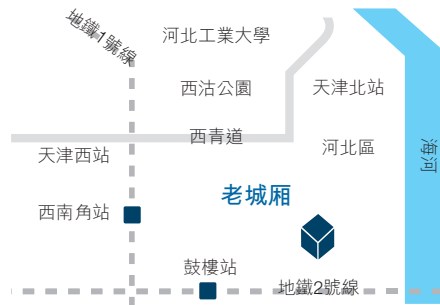 地鐵1號線
河北工業大學
西沽公園
天津北站
西青道
天津西站
河北區
海河
老城厢
西南角站
鼓樓站
地鐵2號線